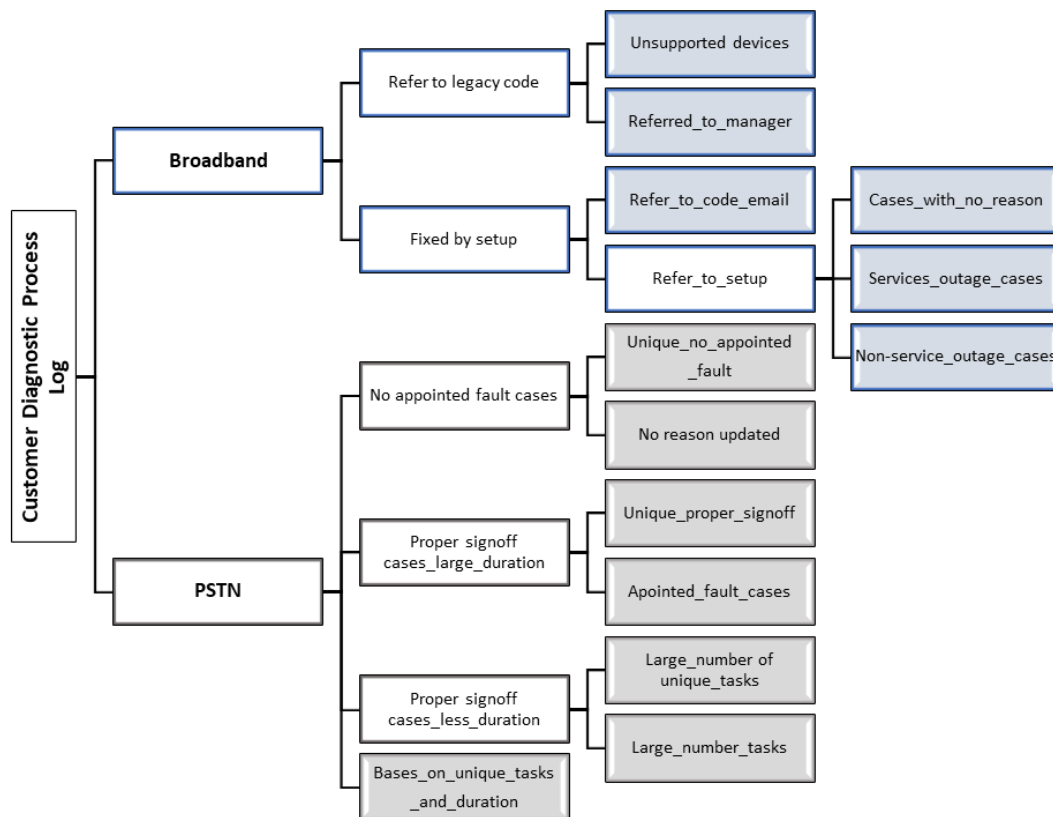 Customer Diagnostic Process
Log
Broadband
Refer to legacy code
Unsupported devices
Referred_to_manager
Fixed by setup
Refer_to_code_email
Refer_to_setup
Cases_with_no_reason
Services_outage_cases
Non-service_outage_cases
PSTN
No appointed fault cases
Unique_no_appointed
_fault
No reason updated
Proper signoff
cases_large_duration
Unique_proper_signoff
Apointed_fault_cases
Proper signoff
cases_less_duration
Large_number of
unique_tasks
Large_number_tasks
Bases_on_unique_tasks
_and_duration